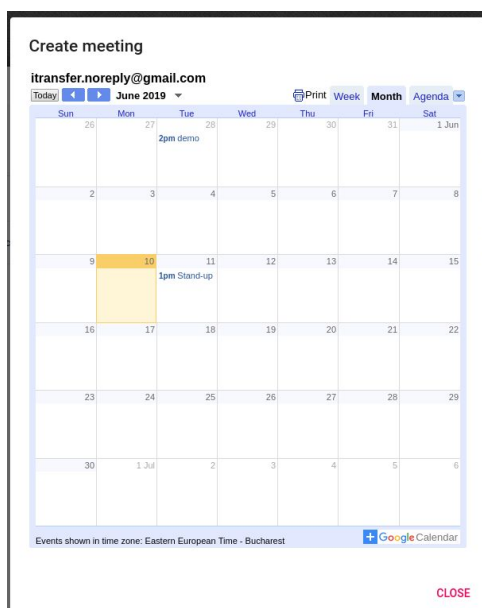 Create meeting
itransfer.noreply@gmail.com
Today June 2019 Print Week Month Agenda
Sun Mon Tue Wed Thu Fri Sat
26 27 28 29 30 31 1 Jun
2pm demo
2 3 4 5 6 7 8
9 10 11 12 13 14 15
1pm Stand-up
16 17 18 19 20 21 22
23 24 25 26 27 28 29
30 1 Jul 2 3 4 5 6
Events shown in time zone: Eastern European Time - Bucharest
Google Calendar
CLOSE